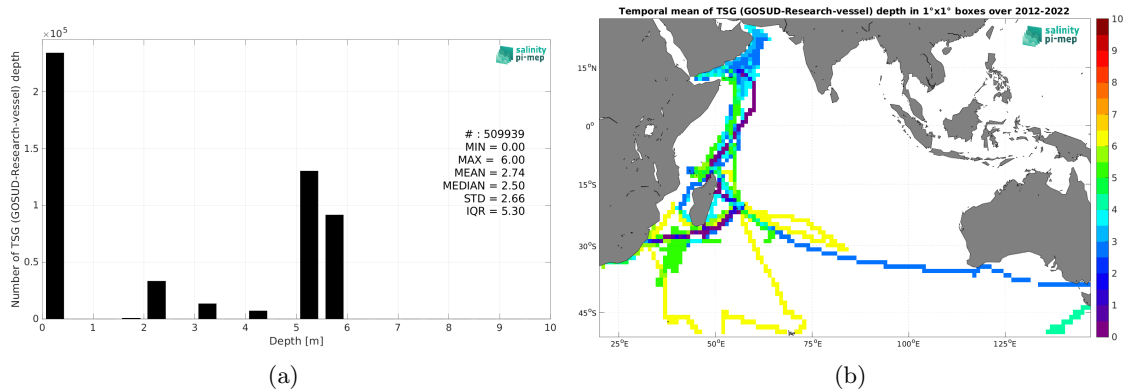 ×10⁵
salinity
pi-mep
Number of TSG (GOSUD-Research-vessel) depth
2
1.5
1
0.5
0
# : 509939
MIN = 0.00
MAX = 6.00
MEAN = 2.74
MEDIAN = 2.50
STD = 2.66
IQR = 5.30
0 1 2 3 4 5 6 7 8 9 10
Depth [m]
(a)
Temporal mean of TSG (GOSUD-Research-vessel) depth in 1°x1° boxes over 2012-2022
salinity
pi-mep
15°N
0°
15°S
30°S
45°S
25°E 50°E 75°E 100°E 125°E
10
9
8
7
6
5
4
3
2
1
0
(b)